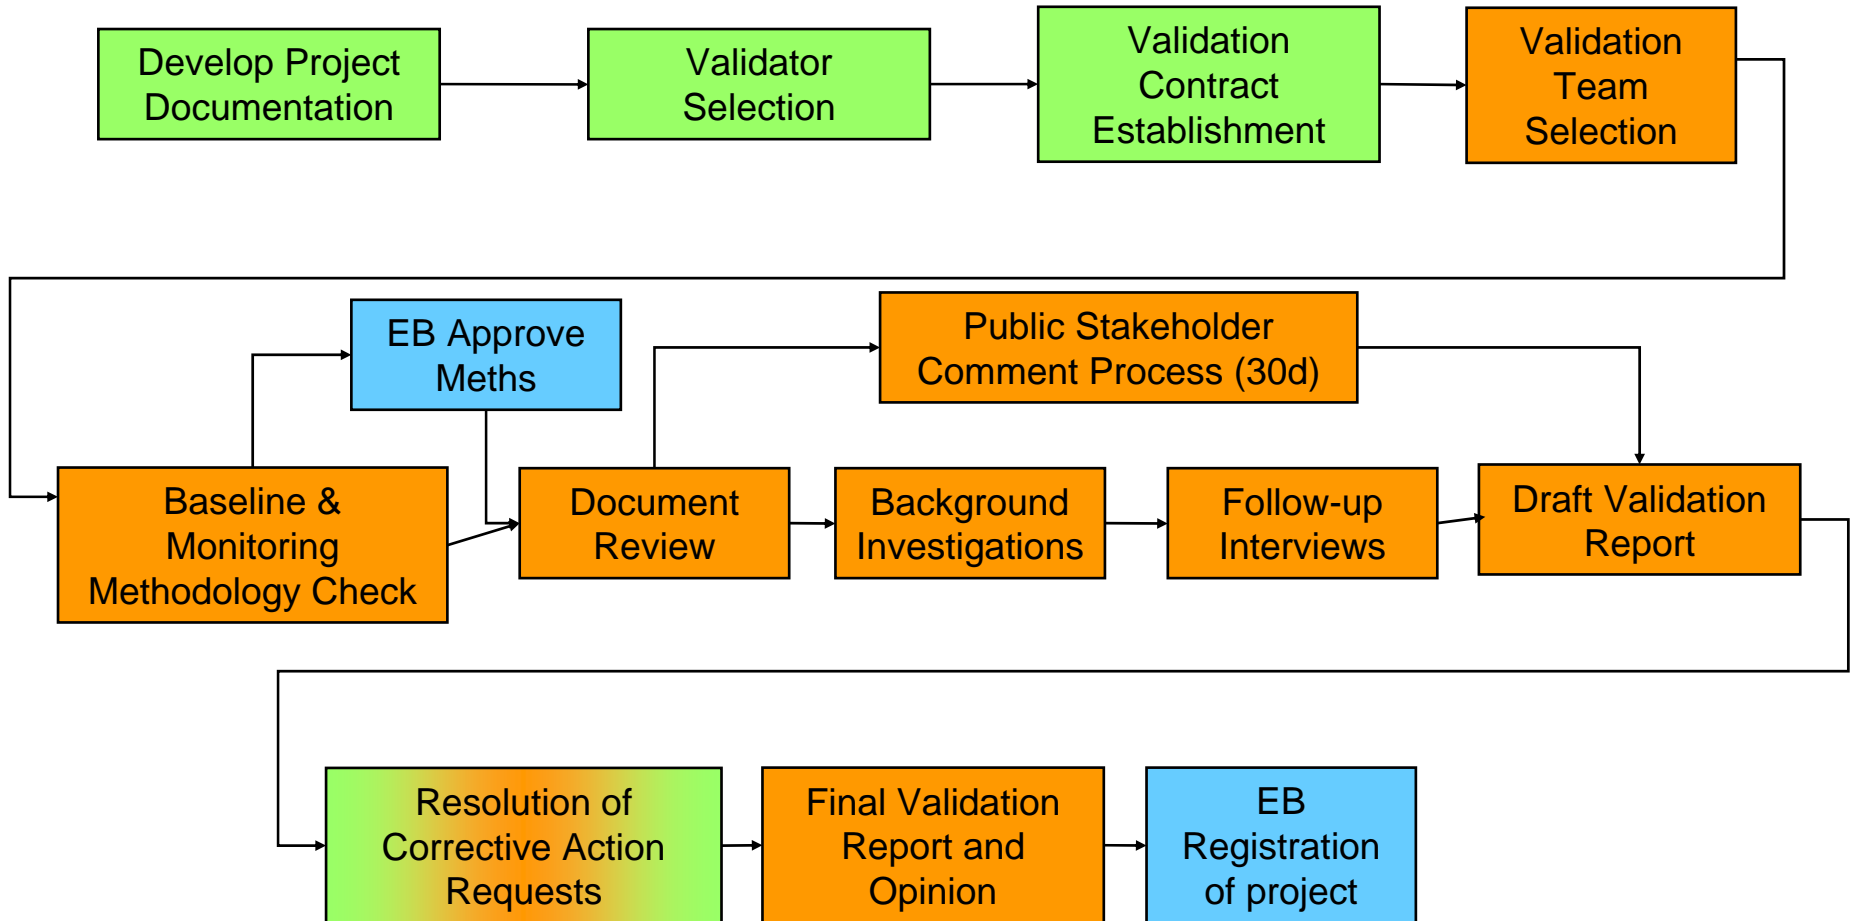 Develop Project
Documentation
Validator
Selection
Validation
Contract
Establishment
Validation
Team
Selection
EB Approve
Meths
Public Stakeholder
Comment Process (30d)
Baseline &
Monitoring
Methodology Check
Document
Review
Background
Investigations
Follow-up
Interviews
Draft Validation
Report
Resolution of
Corrective Action
Requests
Final Validation
Report and
Opinion
EB
Registration
of project